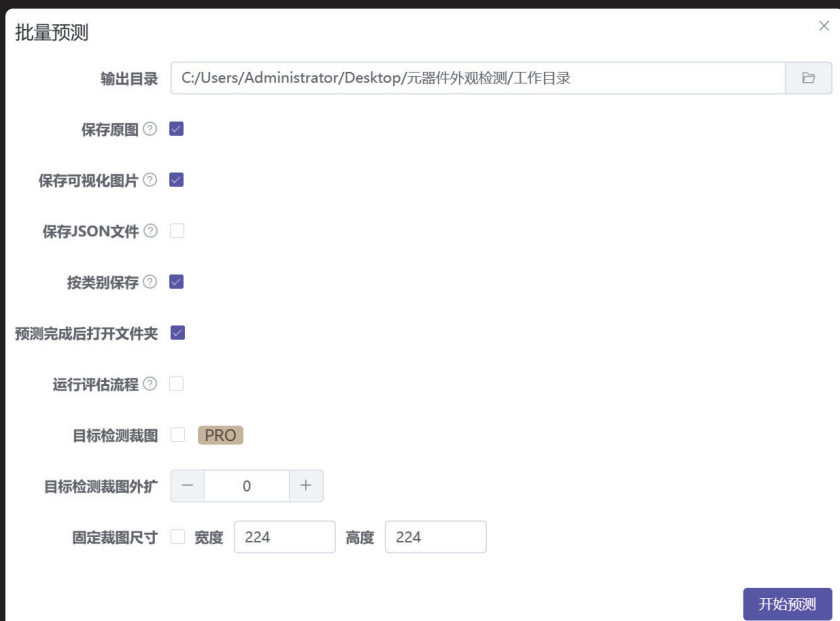 批量预测
输出目录 C:/Users/Administrator/Desktop/元器件外观检测/工作目录
保存原图
保存可视化图片
保存JSON文件
按类别保存
预测完成后打开文件夹
运行评估流程
目标检测裁图 PRO
目标检测裁图外扩 − 0 +
固定裁图尺寸 宽度 224 高度 224
开始预测